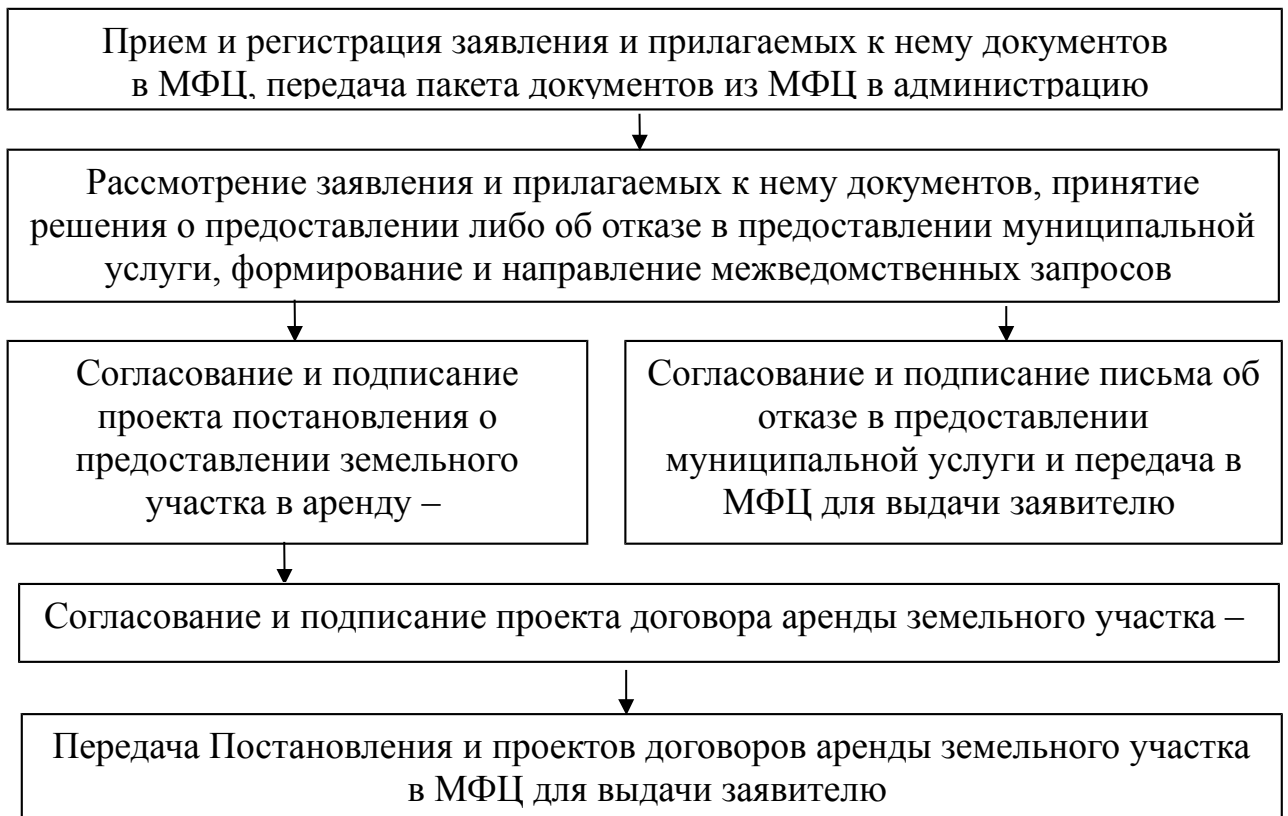 Прием и регистрация заявления и прилагаемых к нему документов
в МФЦ, передача пакета документов из МФЦ в администрацию
Рассмотрение заявления и прилагаемых к нему документов, принятие
решения о предоставлении либо об отказе в предоставлении муниципальной
услуги, формирование и направление межведомственных запросов
Согласование и подписание
проекта постановления о
предоставлении земельного
участка в аренду –
Согласование и подписание письма об
отказе в предоставлении
муниципальной услуги и передача в
МФЦ для выдачи заявителю
Согласование и подписание проекта договора аренды земельного участка –
Передача Постановления и проектов договоров аренды земельного участка
в МФЦ для выдачи заявителю